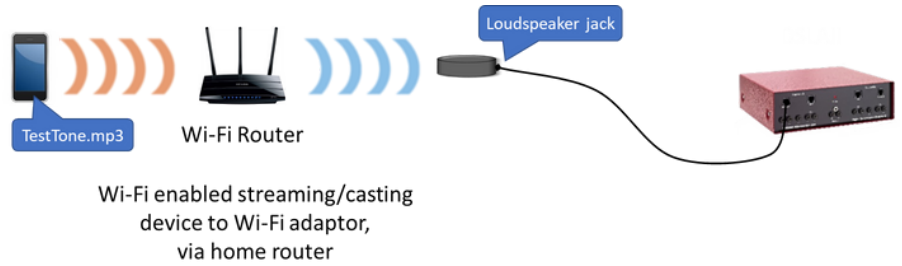 Loudspeaker jack
TestTone.mp3
Wi-Fi Router
Wi-Fi enabled streaming/casting
device to Wi-Fi adaptor,
via home router